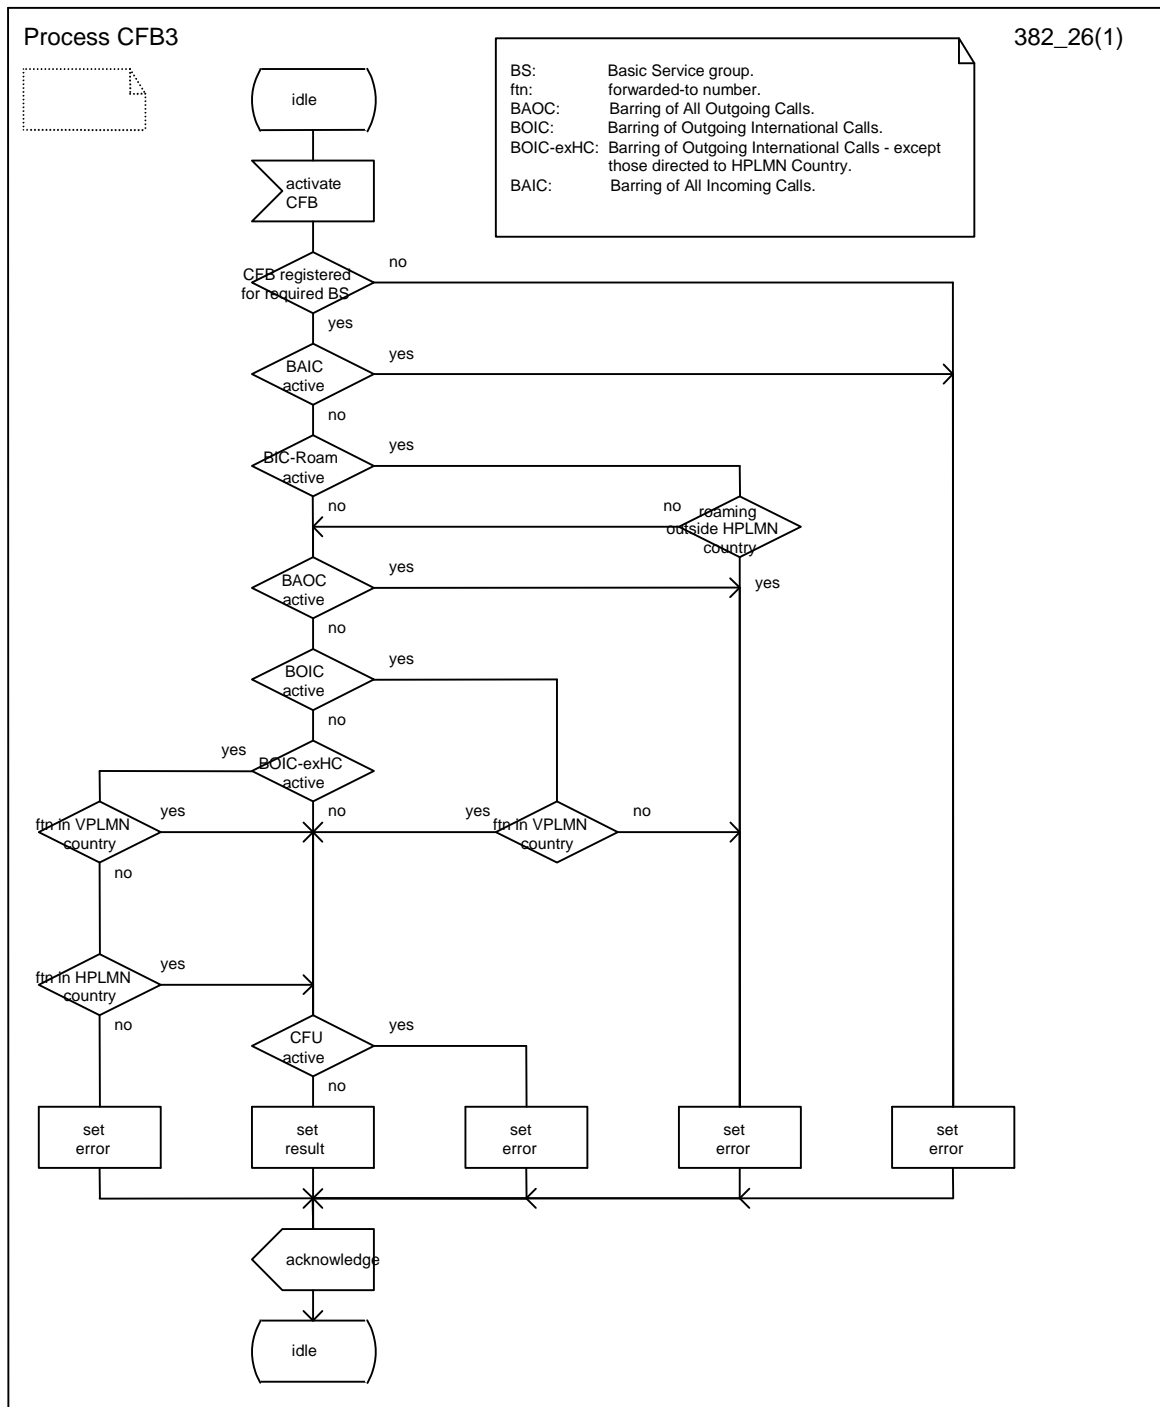 Process CFB3
382_26(1)
BS: Basic Service group.
ftn: forwarded-to number.
BAOC: Barring of All Outgoing Calls.
BOIC: Barring of Outgoing International Calls.
BOIC-exHC: Barring of Outgoing International Calls - except
those directed to HPLMN Country.
BAIC: Barring of All Incoming Calls.
idle
activate
CFB
CFB registered
for required BS
no
yes
BAIC
active
yes
no
BIC-Roam
active
yes
no
no
roaming
outside HPLMN
country
yes
BAOC
active
yes
no
BOIC
active
yes
no
yes
BOIC-exHC
active
no
ftn in VPLMN
country
yes
no
yes
ftn in VPLMN
country
no
ftn in HPLMN
country
yes
no
CFU
active
yes
no
set
error
set
result
set
error
set
error
set
error
acknowledge
idle